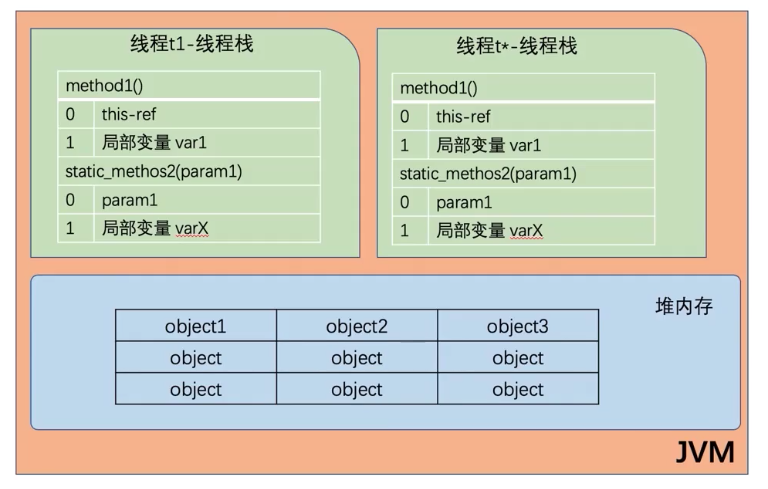 线程t1-线程栈
method1()
0 this-ref
1 局部变量 var1
static_methos2(param1)
0 param1
1 局部变量 varX
线程t*-线程栈
method1()
0 this-ref
1 局部变量 var1
static_methos2(param1)
0 param1
1 局部变量 varX
堆内存
object1 object2 object3
object object object
object object object
JVM